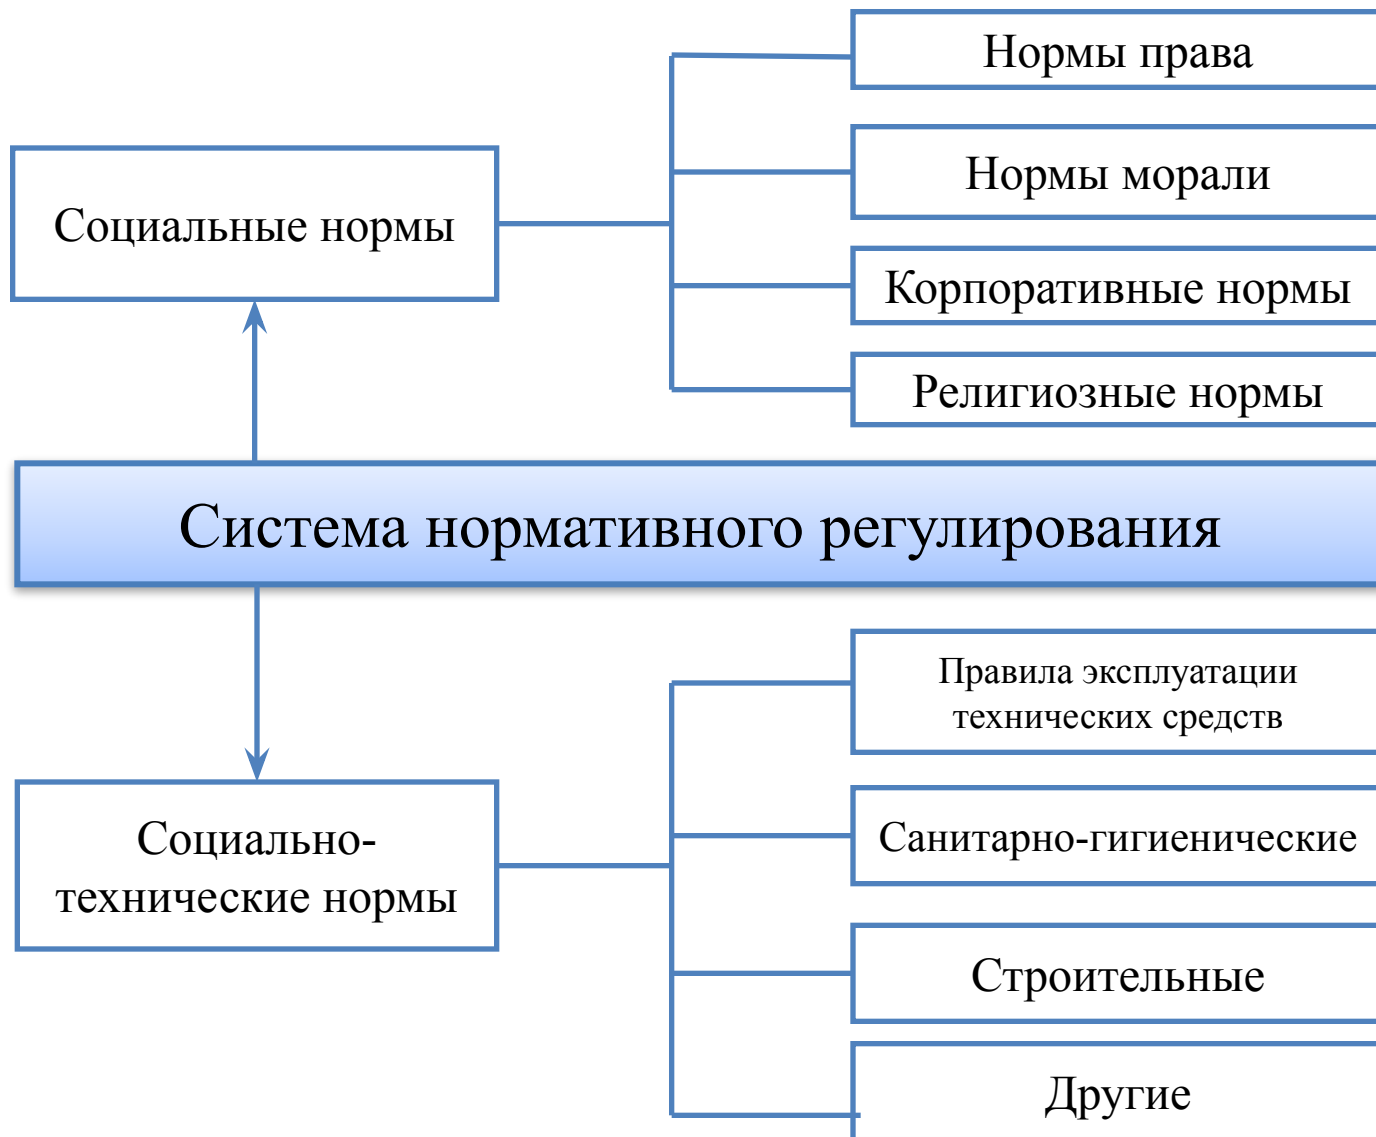 Нормы права
Нормы морали
Социальные нормы
Корпоративные нормы
Религиозные нормы
Система нормативного регулирования
Правила эксплуатации
технических средств
Социально-
технические нормы
Санитарно-гигиенические
Строительные
Другие